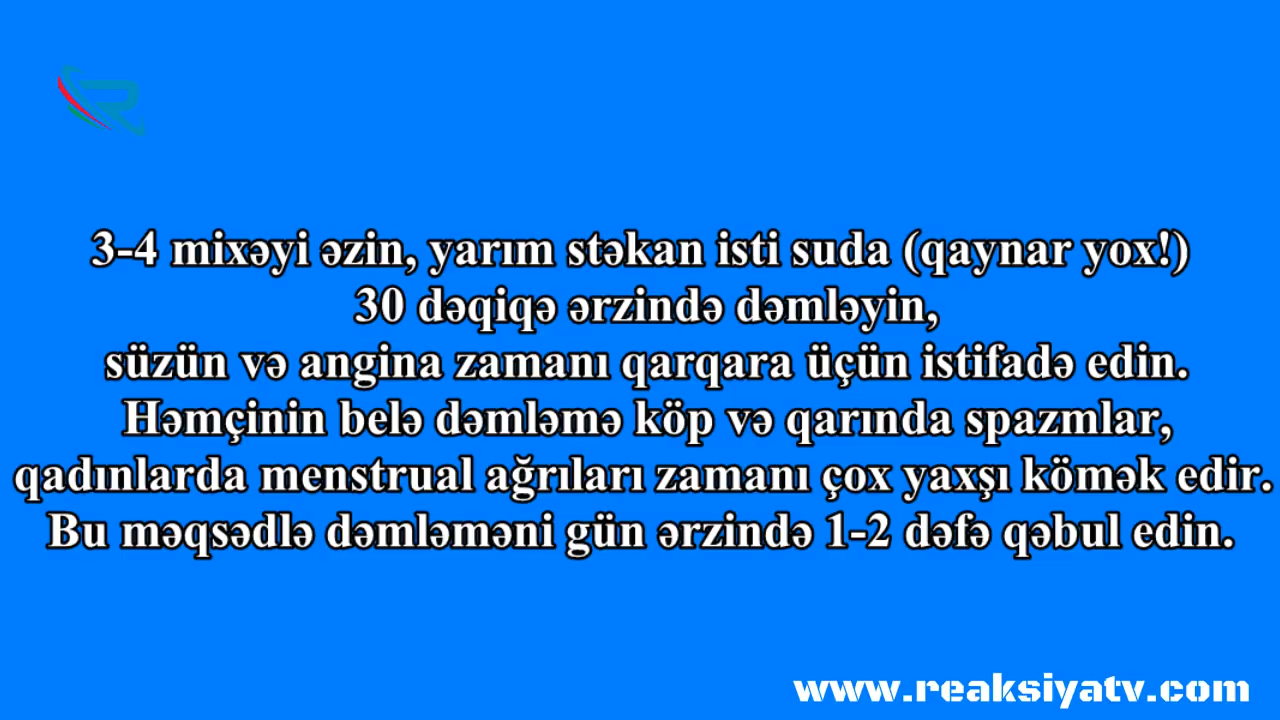 3-4 mixəyi əzin, yarım stəkan isti suda (qaynar yox!)
30 dəqiqə ərzində dəmləyin,
süzün və angina zamanı qarqara üçün istifadə edin.
Həmçinin belə dəmləmə köp və qarında spazmlar,
qadınlarda menstrual ağrıları zamanı çox yaxşı kömək edir.
Bu məqsədlə dəmləməni gün ərzində 1-2 dəfə qəbul edin.
www.reaksiyatv.com